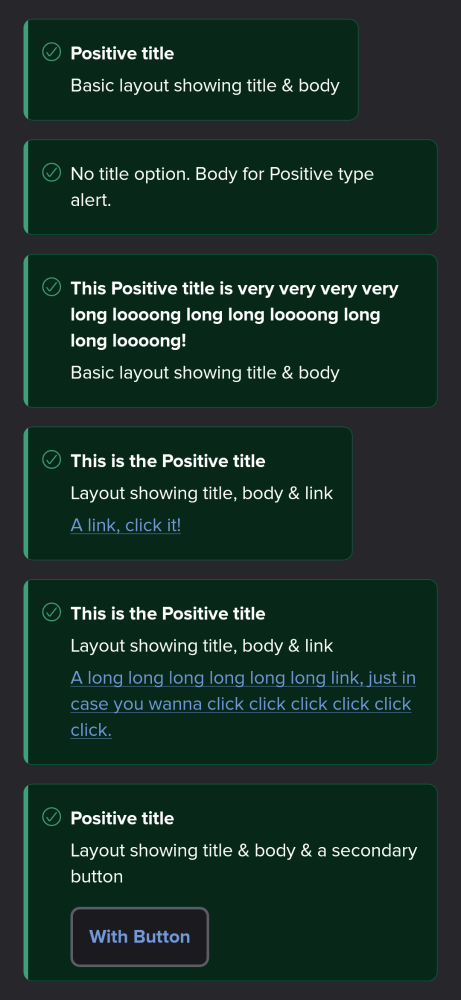 Positive title
Basic layout showing title & body
No title option. Body for Positive type
alert.
This Positive title is very very very very
long loooong long long loooong long
long loooong!
Basic layout showing title & body
This is the Positive title
Layout showing title, body & link
A link, click it!
This is the Positive title
Layout showing title, body & link
A long long long long long long link, just in
case you wanna click click click click click
click.
Positive title
Layout showing title & body & a secondary
button
With Button